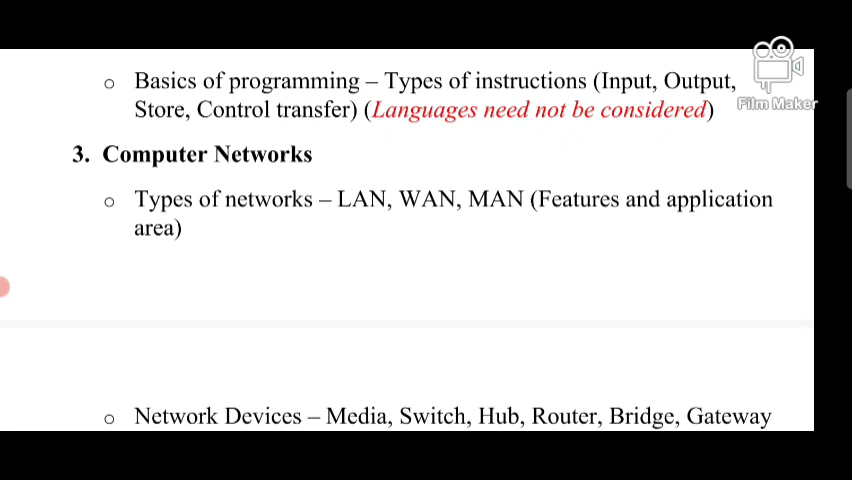 o Basics of programming – Types of instructions (Input, Output,
Store, Control transfer) (Languages need not be considered)
3. Computer Networks
o Types of networks – LAN, WAN, MAN (Features and application
area)
o Network Devices – Media, Switch, Hub, Router, Bridge, Gateway
Film Maker